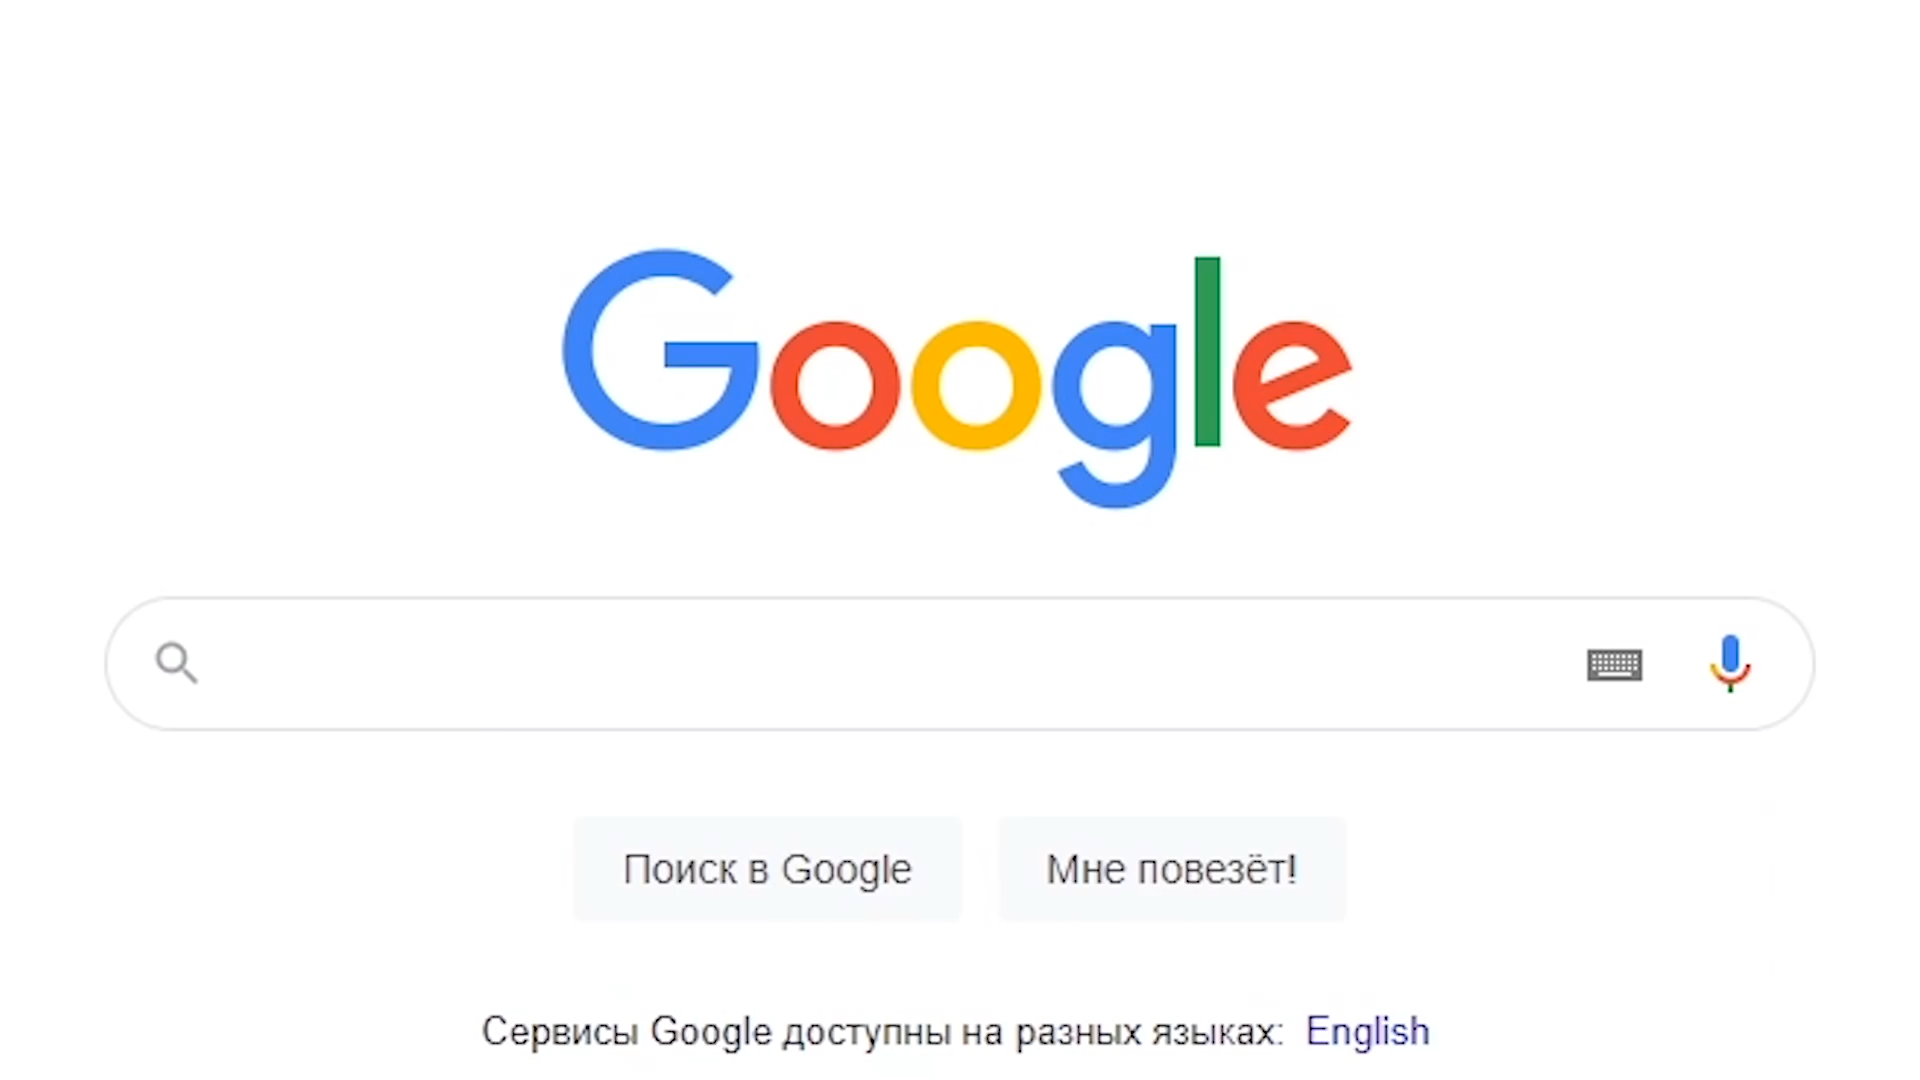 Google
Поиск в Google
Мне повезёт!
Сервисы Google доступны на разных языках: English